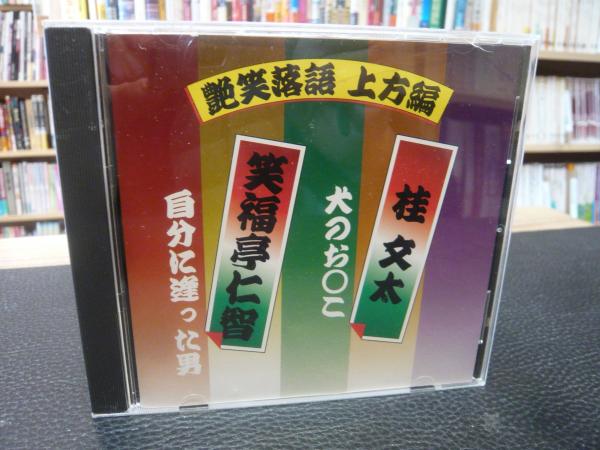 艶笑落語 上方編
桂 文太
犬のお〇こ
笑福亭仁智
自分に逢った男